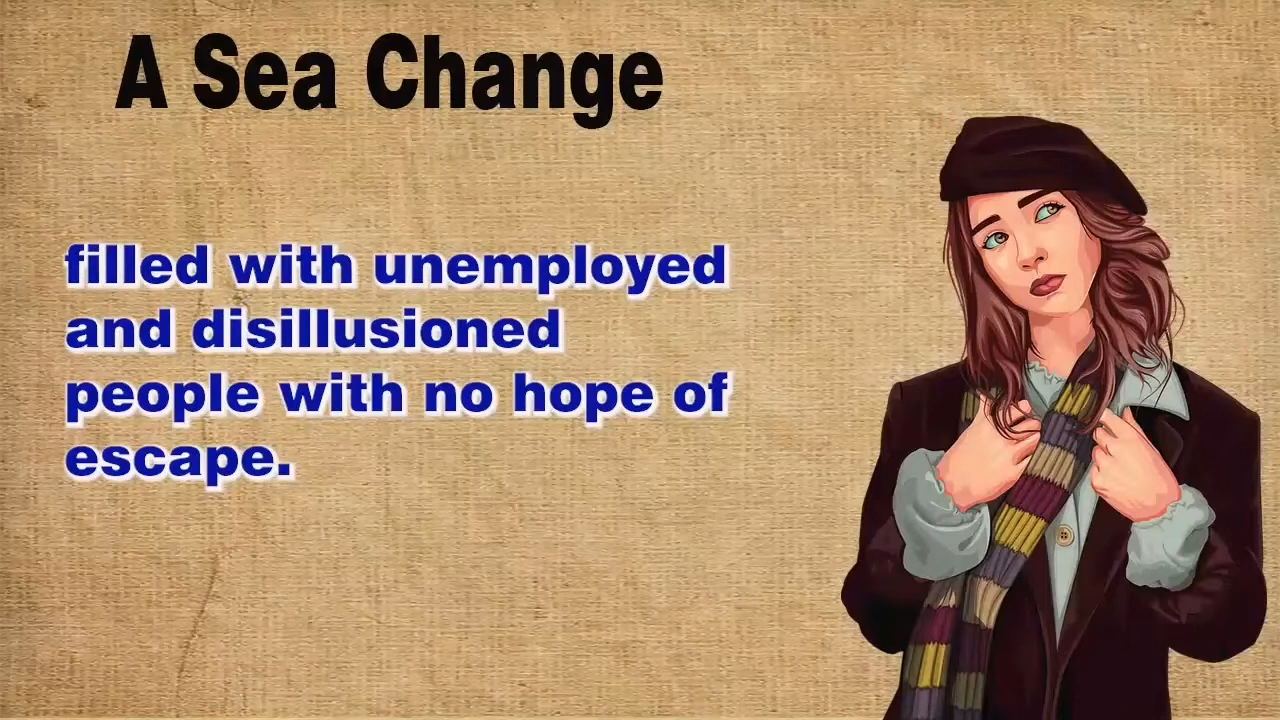 A Sea Change
filled with unemployed
and disillusioned
people with no hope of
escape.